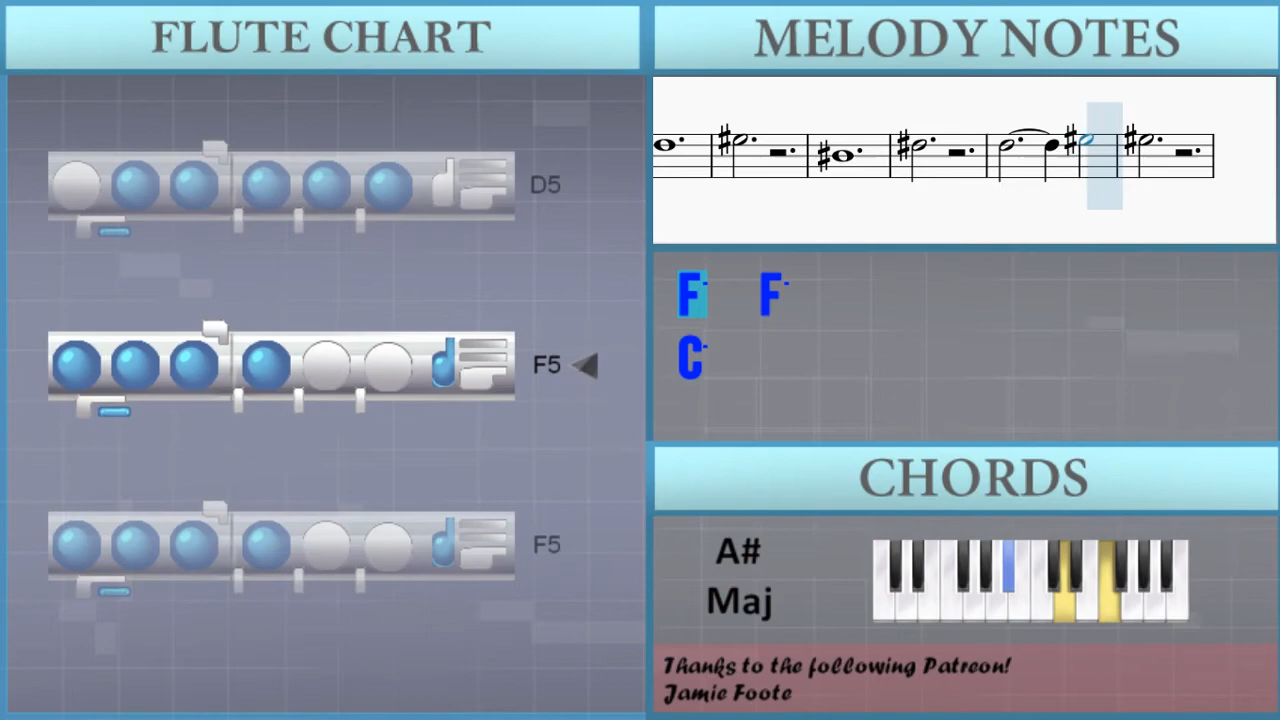 FLUTE CHART
D5
F5
F5
MELODY NOTES
F- F-
C-
CHORDS
A#
Maj
Thanks to the following Patreon!
Jamie Foote